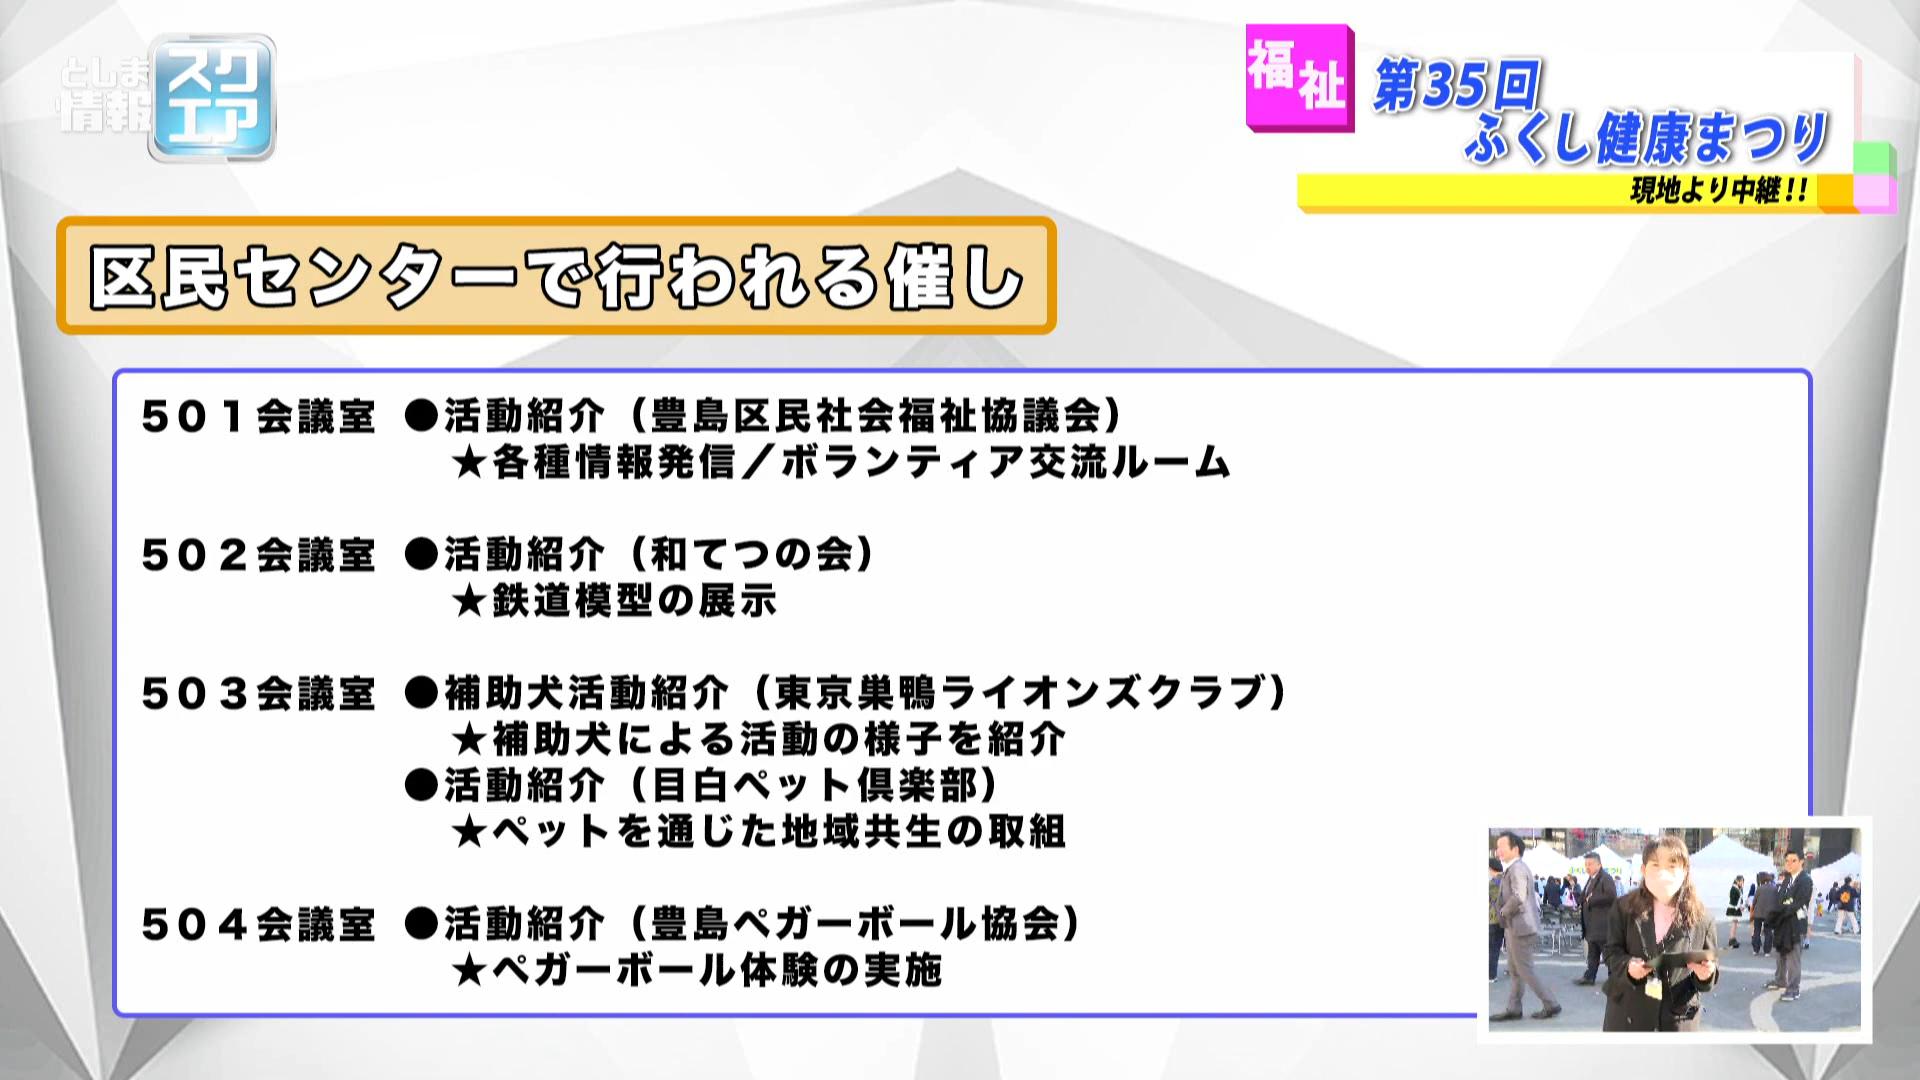 としま
情報
スク
エア
福祉
第35回
ふくし健康まつり
現地より中継!!
区民センターで行われる催し
501会議室 ●活動紹介（豊島区民社会福祉協議会）
★各種情報発信／ボランティア交流ルーム
502会議室 ●活動紹介（和てつの会）
★鉄道模型の展示
503会議室 ●補助犬活動紹介（東京巣鴨ライオンズクラブ）
★補助犬による活動の様子を紹介
●活動紹介（目白ペット倶楽部）
★ペットを通じた地域共生の取組
504会議室 ●活動紹介（豊島ペガーボール協会）
★ペガーボール体験の実施